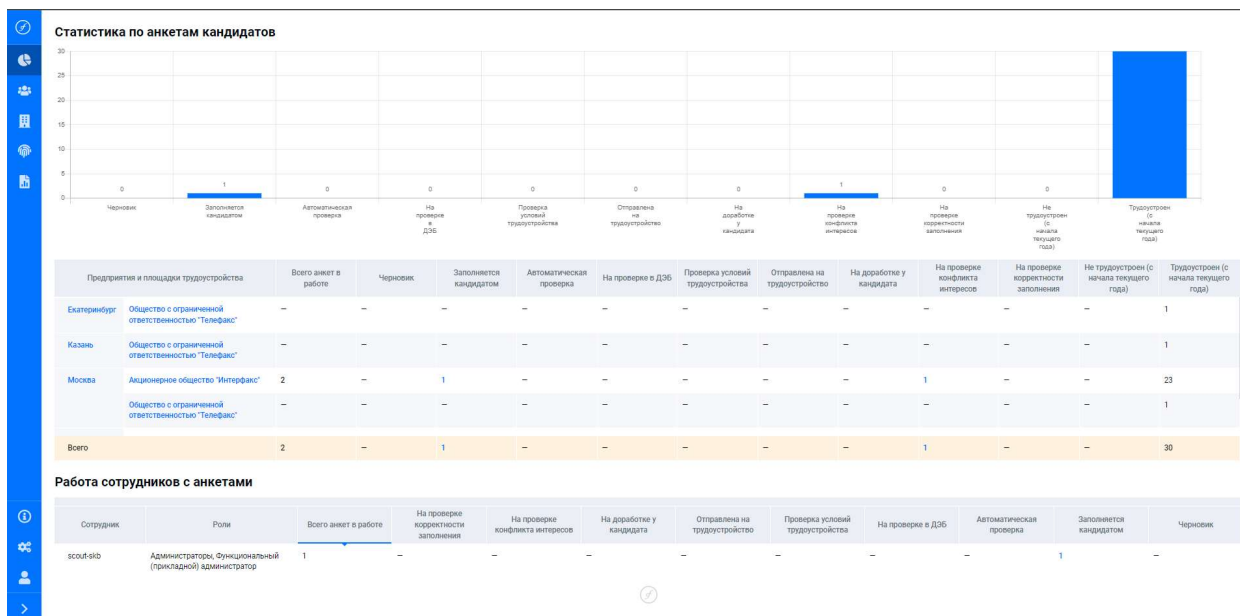 Статистика по анкетам кандидатов
30
25
20
15
10
5
0
0
1
0
0
0
0
0
1
0
0
Черновик
Заполняется
кандидатом
Автоматическая
проверка
На
проверке
в
ДЭБ
Проверка
условий
трудоустройства
Отправлена
на
трудоустройство
На
доработке
у
кандидата
На
проверке
конфликта
интересов
На
проверке
корректности
заполнения
Не
трудоустроен
(с
начала
текущего
года)
Трудоустроен
(с
начала
текущего
года)
Предприятия и площадки трудоустройства
Всего анкет в
работе
Черновик
Заполняется
кандидатом
Автоматическая
проверка
На проверке в ДЭБ
Проверка условий
трудоустройства
Отправлена на
трудоустройство
На доработке у
кандидата
На проверке
конфликта
интересов
На проверке
корректности
заполнения
Не трудоустроен (с
начала текущего
года)
Трудоустроен (с
начала текущего
года)
Екатеринбург Общество с ограниченной
ответственностью "Телефакс" – – – – – – – – – – – 1
Казань Общество с ограниченной
ответственностью "Телефакс" – – – – – – – – – – – 1
Москва Акционерное общество "Интерфакс" 2 – 1 – – – – – 1 – – 23
Общество с ограниченной
ответственностью "Телефакс" – – – – – – – – – – – 1
Всего 2 – 1 – – – – – 1 – – 30
Работа сотрудников с анкетами
Сотрудник
Роли
Всего анкет в работе
На проверке
корректности
заполнения
На проверке
конфликта интересов
На доработке у
кандидата
Отправлена на
трудоустройство
Проверка условий
трудоустройства
На проверке в ДЭБ
Автоматическая
проверка
Заполняется
кандидатом
Черновик
scout-skb Администраторы, Функциональный
(прикладной) администратор 1 – – – – – – – 1 –